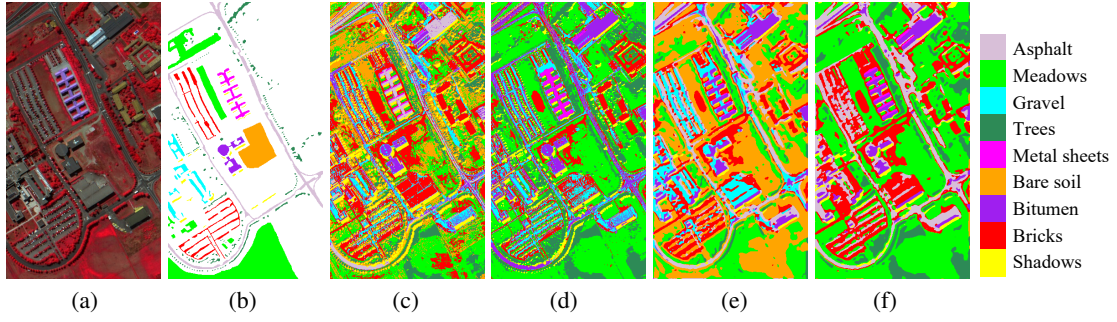 Asphalt
Meadows
Gravel
Trees
Metal sheets
Bare soil
Bitumen
Bricks
Shadows
(a) (b) (c) (d) (e) (f)